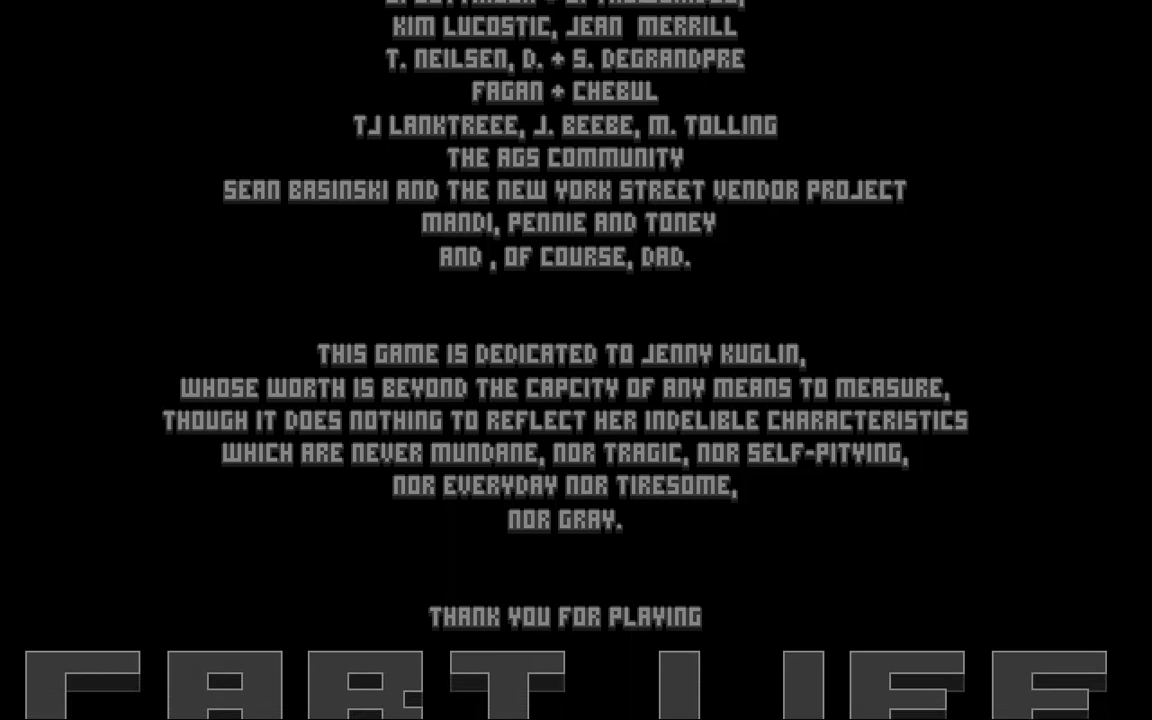 KIM LUCOSTIC, JEAN MERRILL
T. NEILSEN, D. + S. DEGRANDPRE
FAGAN + CHEBUL
TJ LANKTREEE, J. BEEBE, M. TOLLING
THE AGS COMMUNITY
SEAN BASINSKI AND THE NEW YORK STREET VENDOR PROJECT
MANDI, PENNIE AND TONEY
AND , OF COURSE, DAD.
THIS GAME IS DEDICATED TO JENNY KUGLIN,
WHOSE WORTH IS BEYOND THE CAPCITY OF ANY MEANS TO MEASURE,
THOUGH IT DOES NOTHING TO REFLECT HER INDELIBLE CHARACTERISTICS
WHICH ARE NEVER MUNDANE, NOR TRAGIC, NOR SELF-PITYING,
NOR EVERYDAY NOR TIRESOME,
NOR GRAY.
THANK YOU FOR PLAYING
CART LIFE